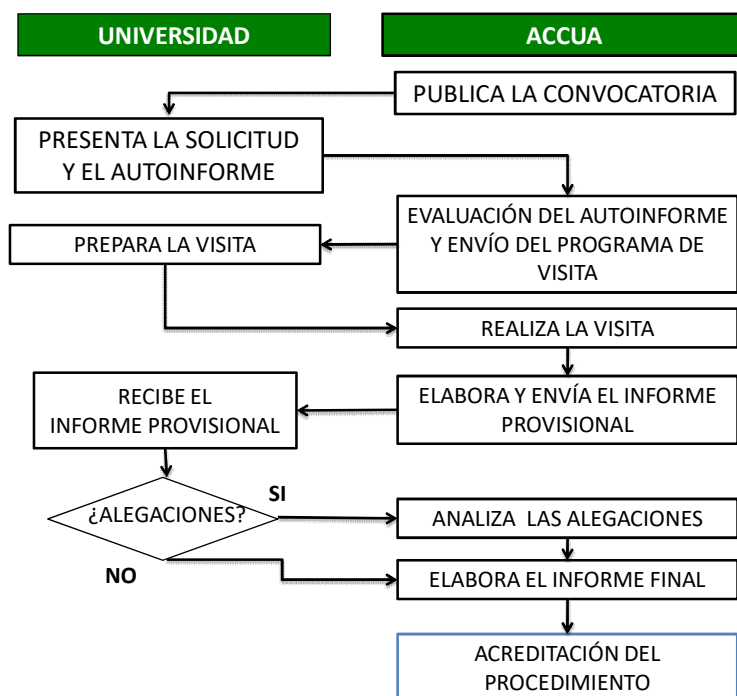 UNIVERSIDAD
ACCUA
PUBLICA LA CONVOCATORIA
PRESENTA LA SOLICITUD
Y EL AUTOINFORME
EVALUACIÓN DEL AUTOINFORME
Y ENVÍO DEL PROGRAMA DE
VISITA
PREPARA LA VISITA
REALIZA LA VISITA
ELABORA Y ENVÍA EL INFORME
PROVISIONAL
RECIBE EL
INFORME PROVISIONAL
¿ALEGACIONES?
SI
ANALIZA LAS ALEGACIONES
NO
ELABORA EL INFORME FINAL
ACREDITACIÓN DEL
PROCEDIMIENTO